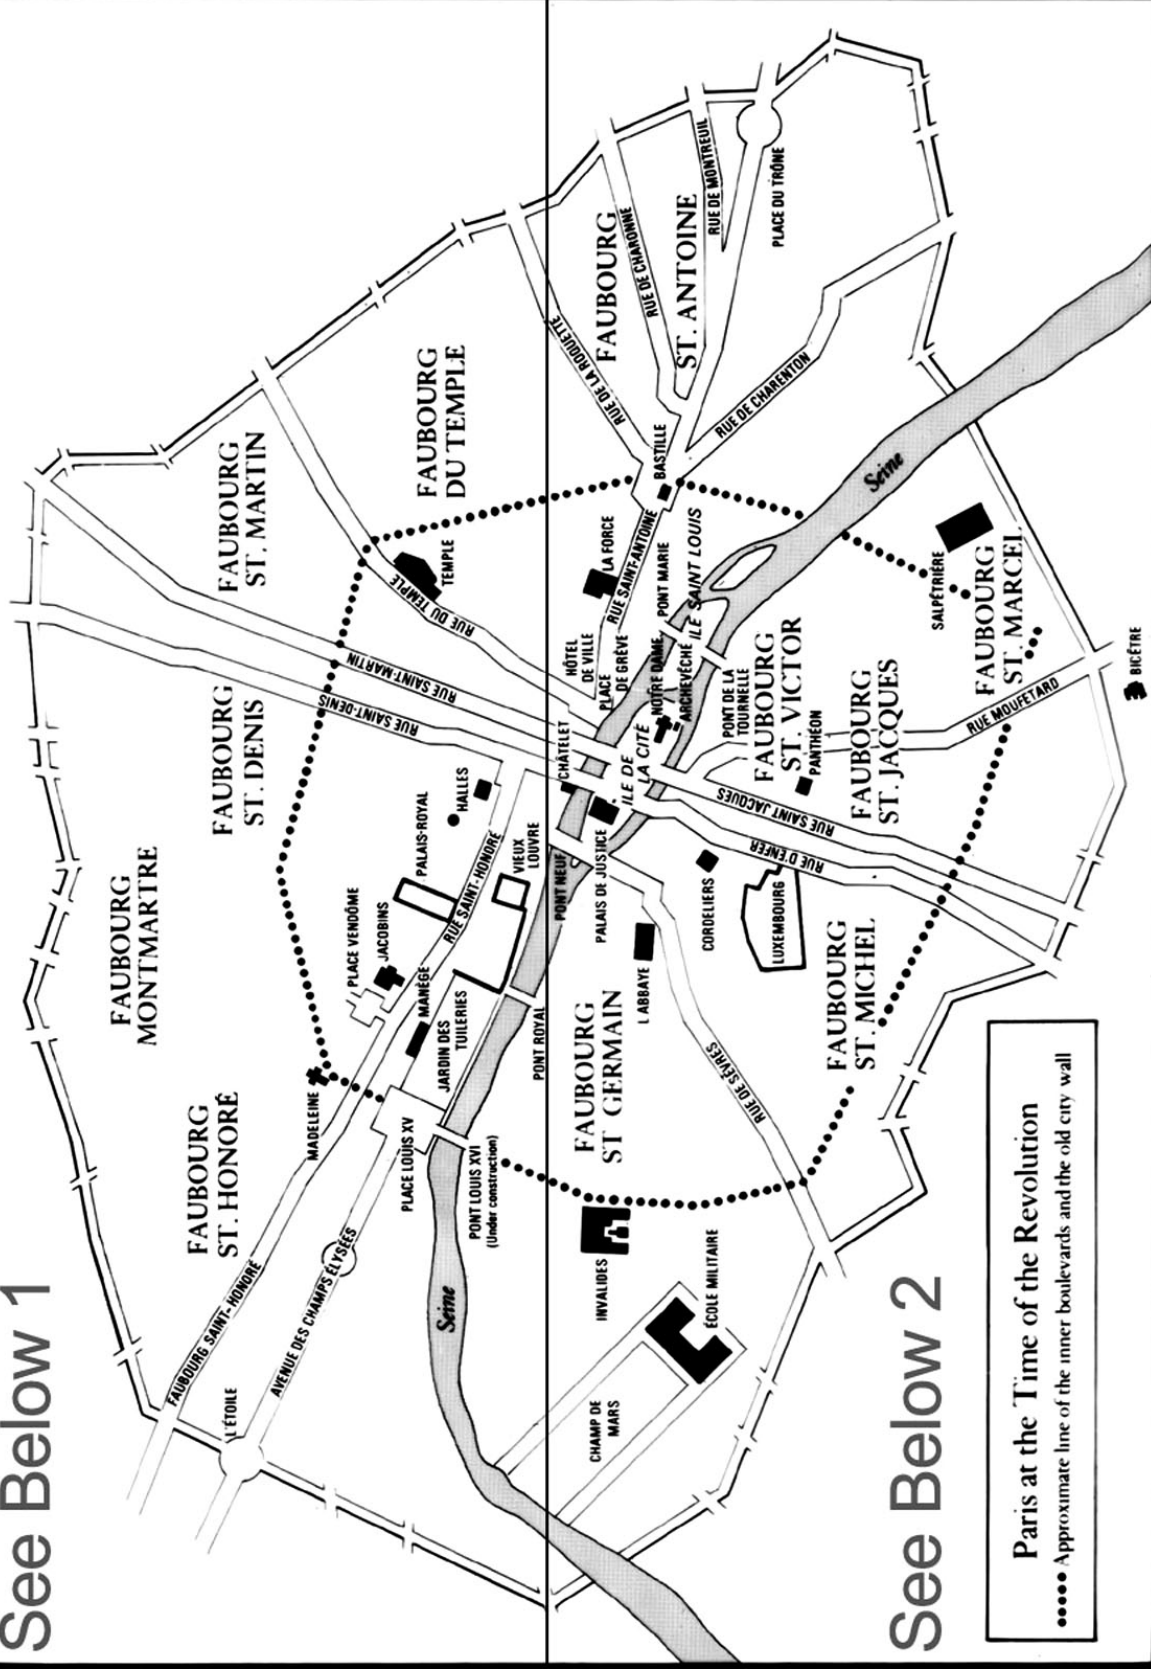 See Below 1
FAUBOURG
MONTMARTRE
FAUBOURG
ST. HONORÉ
FAUBOURG
ST. DENIS
FAUBOURG
ST. MARTIN
FAUBOURG
DU TEMPLE
FAUBOURG SAINT-HONORÉ
L'ÉTOILE
AVENUE DES CHAMPS ÉLYSÉES
MADELEINE
PLACE VENDÔME
JACOBINS
PALAIS-ROYAL
HALLES
RUE SAINT-DENIS
RUE SAINT-MARTIN
RUE DU TEMPLE
TEMPLE
MANÈGE
RUE SAINT-HONORÉ
VIEUX
LOUVRE
JARDIN DES
TUILERIES
PLACE LOUIS XV
PONT LOUIS XVI
(Under construction)
Seine
PONT ROYAL
PONT NEUF
CHÂTELET
HÔTEL
DE VILLE
PLACE
DE GRÈVE
LA FORCE
RUE SAINT-ANTOINE
BASTILLE
RUE DE LA ROQUETTE
FAUBOURG
ST. ANTOINE
RUE DE CHARONNE
RUE DE MONTREUIL
PLACE DU TRÔNE
RUE DE CHARENTON
PONT MARIE
ILE SAINT LOUIS
NOTRE DAME
ARCHEVÊCHÉ
ILE DE
LA CITÉ
PALAIS DE JUSTICE
PONT DE LA
TOURNELLE
Seine
FAUBOURG
ST GERMAIN
L ABBAYE
CORDELIERS
LUXEMBOURG
RUE D'ENFER
RUE SAINT JACQUES
PANTHÉON
FAUBOURG
ST. VICTOR
FAUBOURG
ST. JACQUES
FAUBOURG
ST. MARCEL
SALPÊTRIÈRE
RUE MOUFETARD
BICÊTRE
FAUBOURG
ST. MICHEL
RUE DE SÈVRES
INVALIDES
ÉCOLE MILITAIRE
CHAMP DE
MARS
See Below 2
Paris at the Time of the Revolution
••••• Approximate line of the inner boulevards and the old city wall